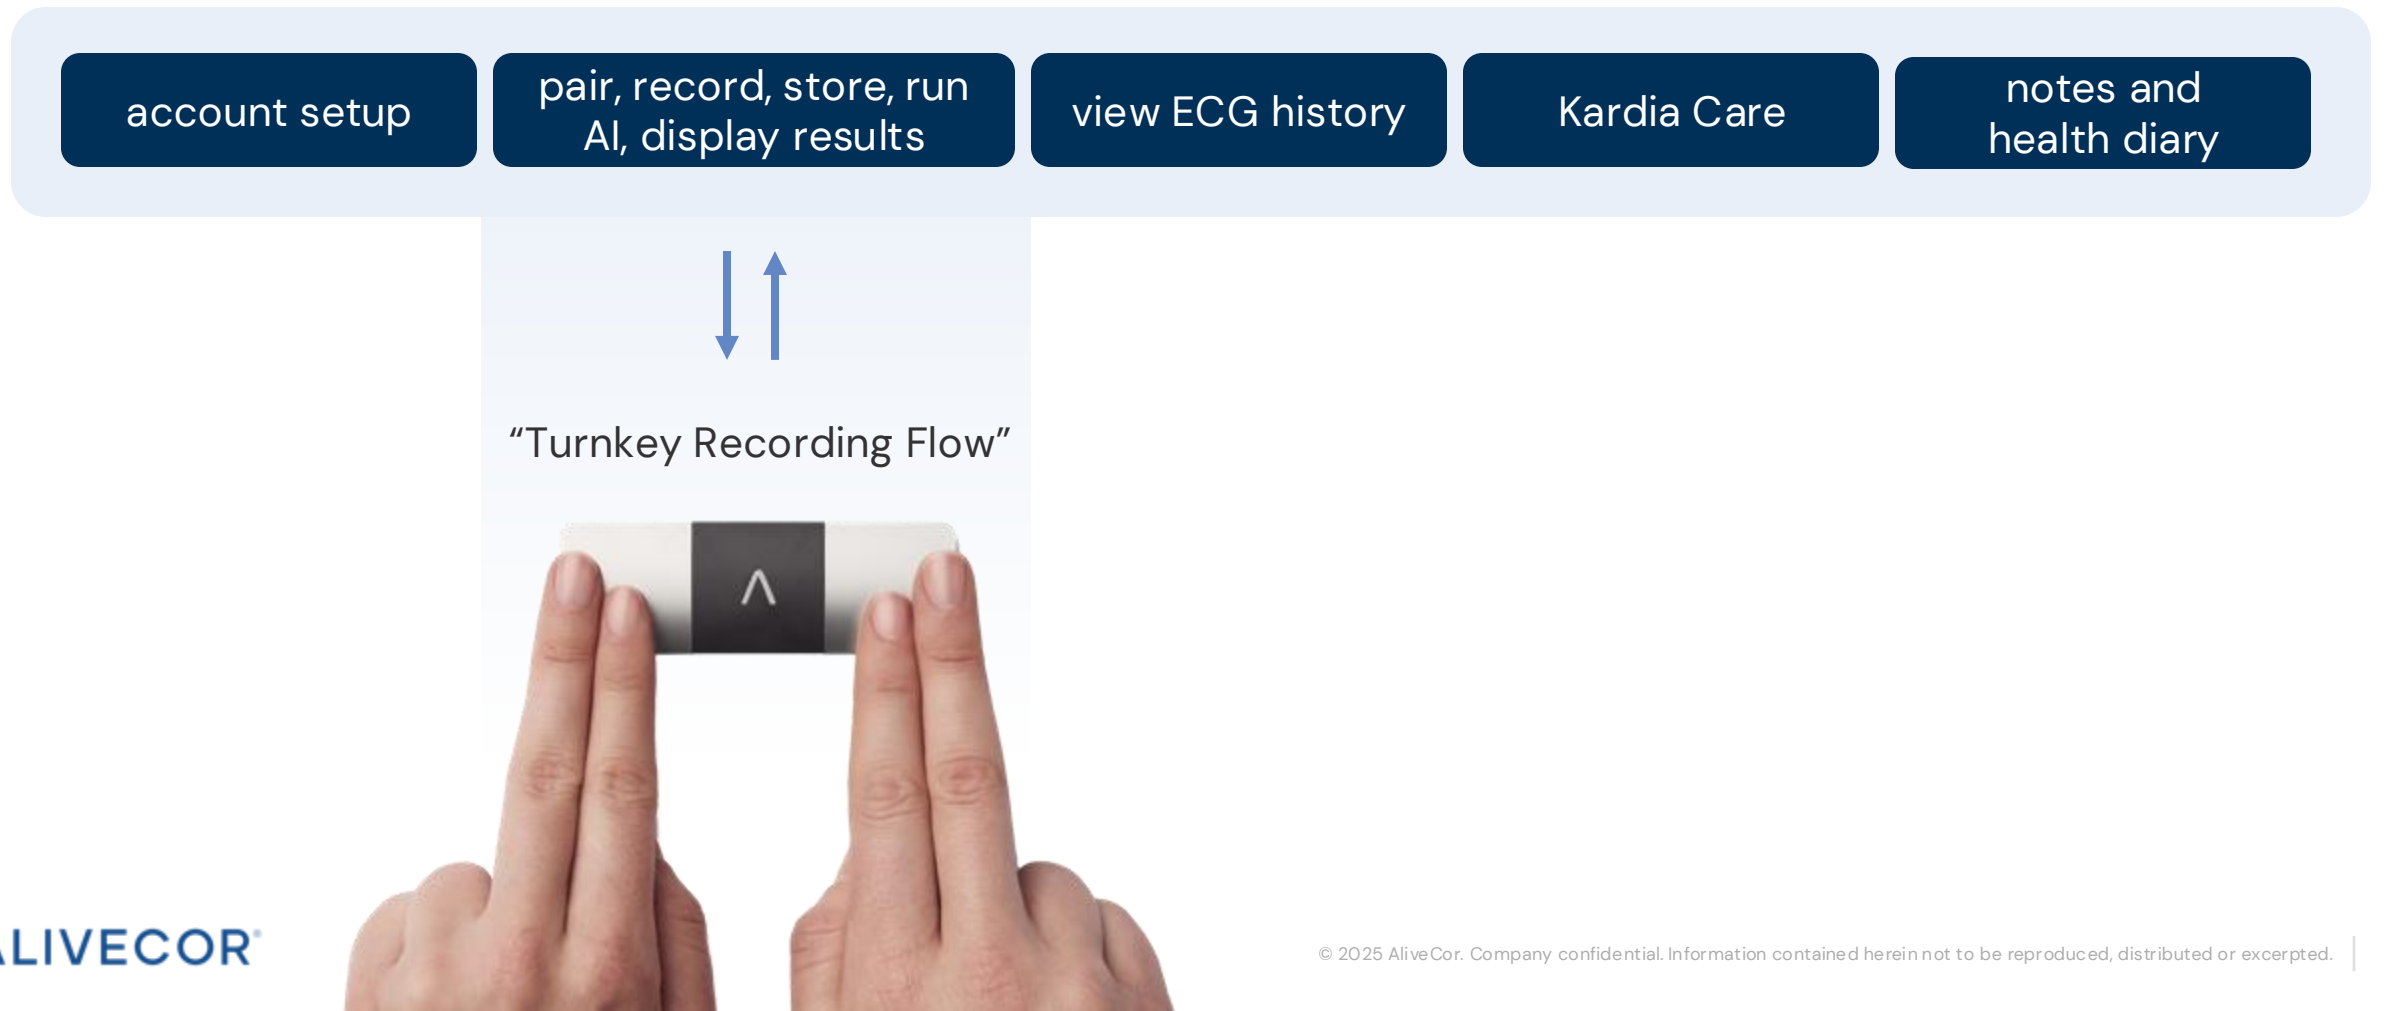 account setup
pair, record, store, run
AI, display results
view ECG history
Kardia Care
notes and
health diary
“Turnkey Recording Flow”
ALIVECOR®
© 2025 AliveCor. Company confidential. Information contained herein not to be reproduced, distributed or excerpted.